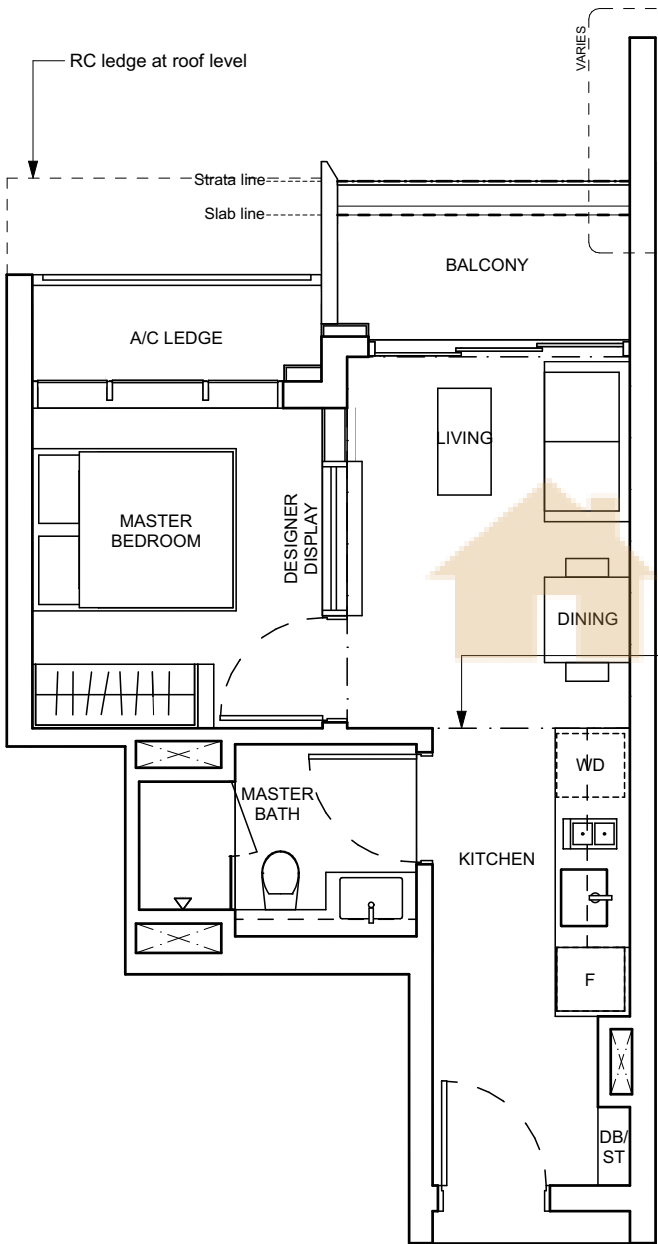 VARIES
RC ledge at roof level
Strata line
Slab line
BALCONY
A/C LEDGE
LIVING
MASTER
BEDROOM
DESIGNER
DISPLAY
DINING
WD
MASTER
BATH
KITCHEN
F
DB/
ST